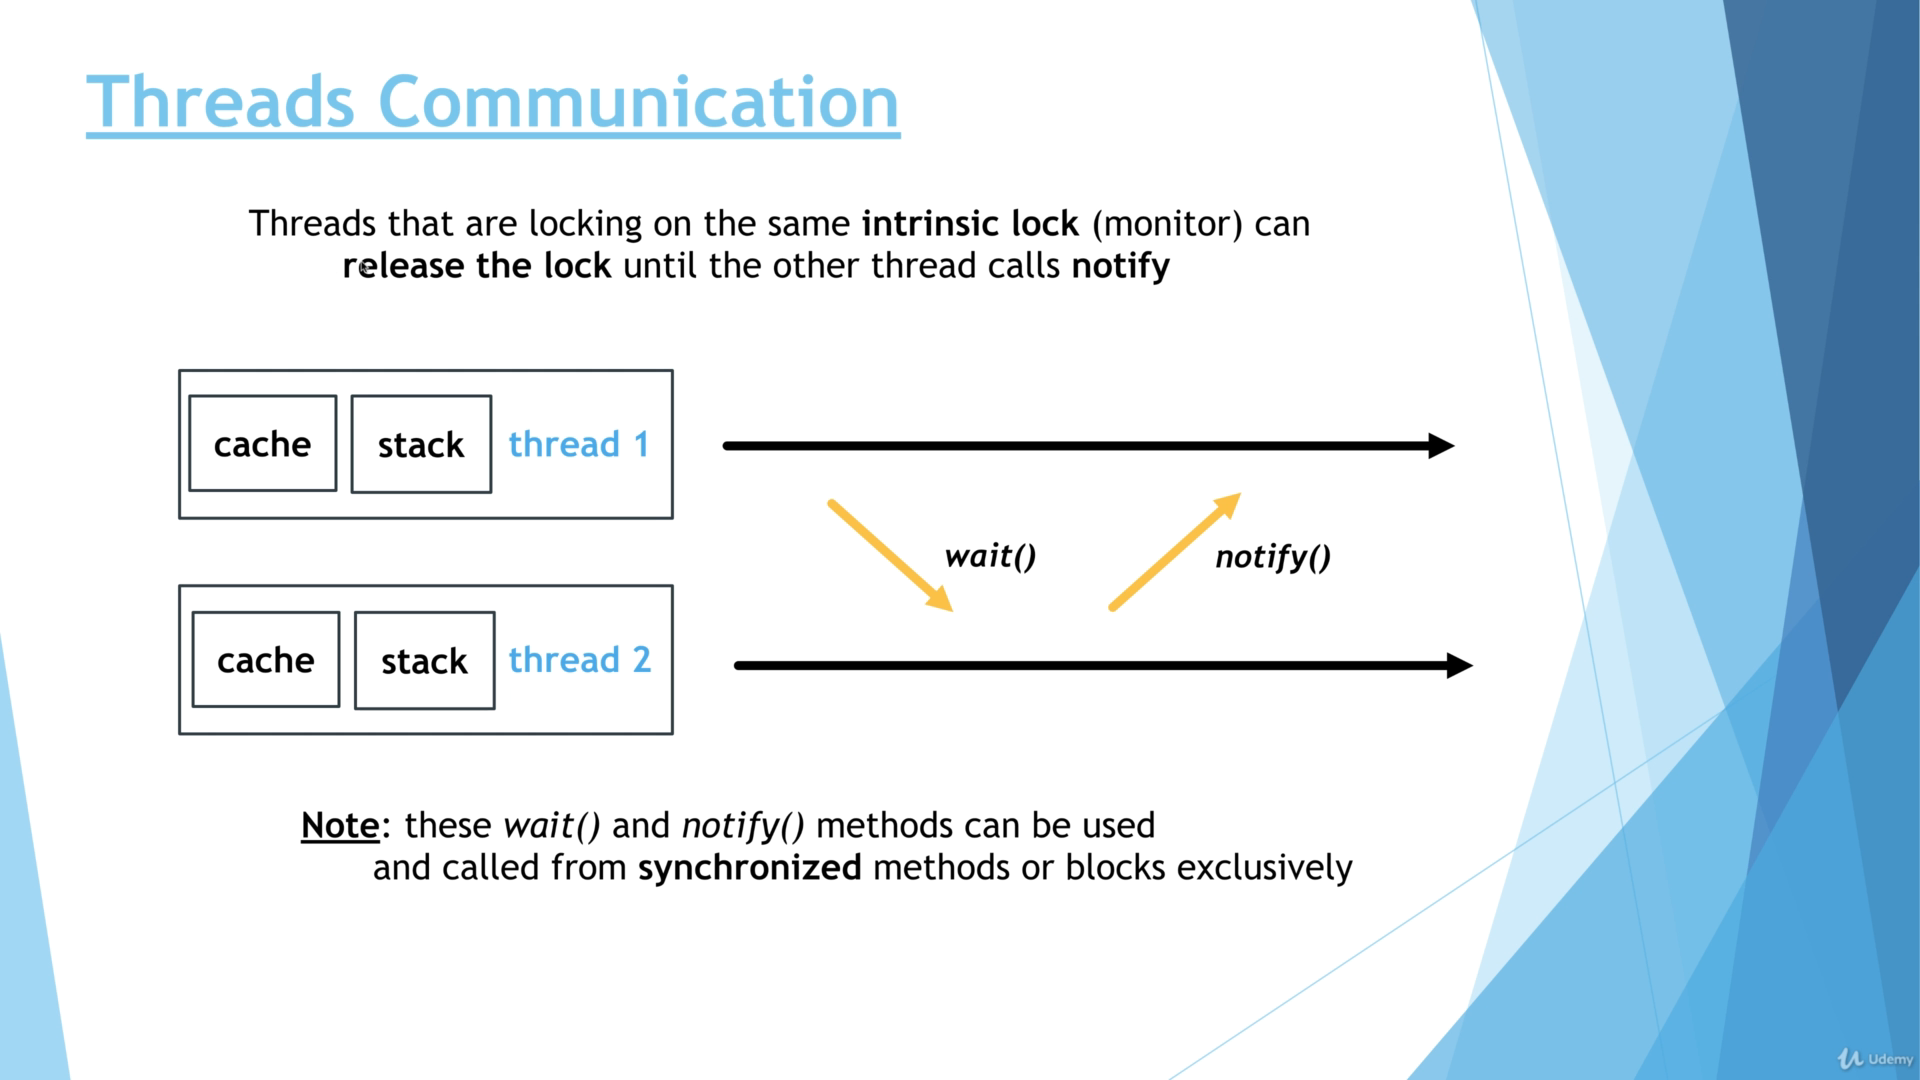 Threads Communication
Threads that are locking on the same intrinsic lock (monitor) can
release the lock until the other thread calls notify
cache stack thread 1
wait() notify()
cache stack thread 2
Note: these wait() and notify() methods can be used
and called from synchronized methods or blocks exclusively
Udemy